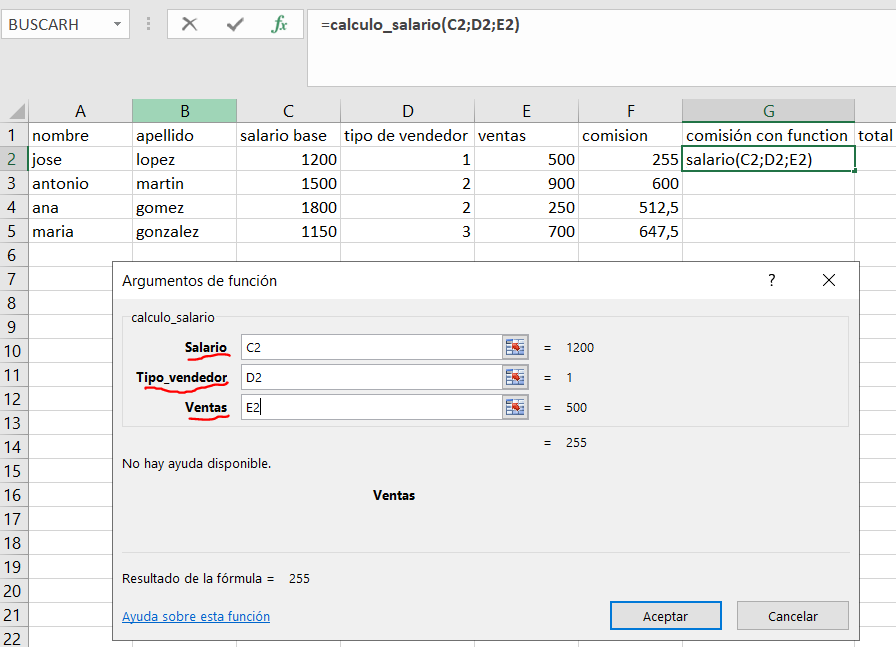 BUSCARH fx =calculo_salario(C2;D2;E2)
A B C D E F G
1 nombre apellido salario base tipo de vendedor ventas comision comisión con function total
2 jose lopez 1200 1 500 255 salario(C2;D2;E2)
3 antonio martin 1500 2 900 600
4 ana gomez 1800 2 250 512,5
5 maria gonzalez 1150 3 700 647,5
6
7
8
9
10
11
12
13
14
15
16
17
18
19
20
21
22
Argumentos de función ?
calculo_salario
Salario C2 = 1200
Tipo_vendedor D2 = 1
Ventas E2 = 500
= 255
No hay ayuda disponible.
Ventas
Resultado de la fórmula = 255
Ayuda sobre esta función Aceptar Cancelar